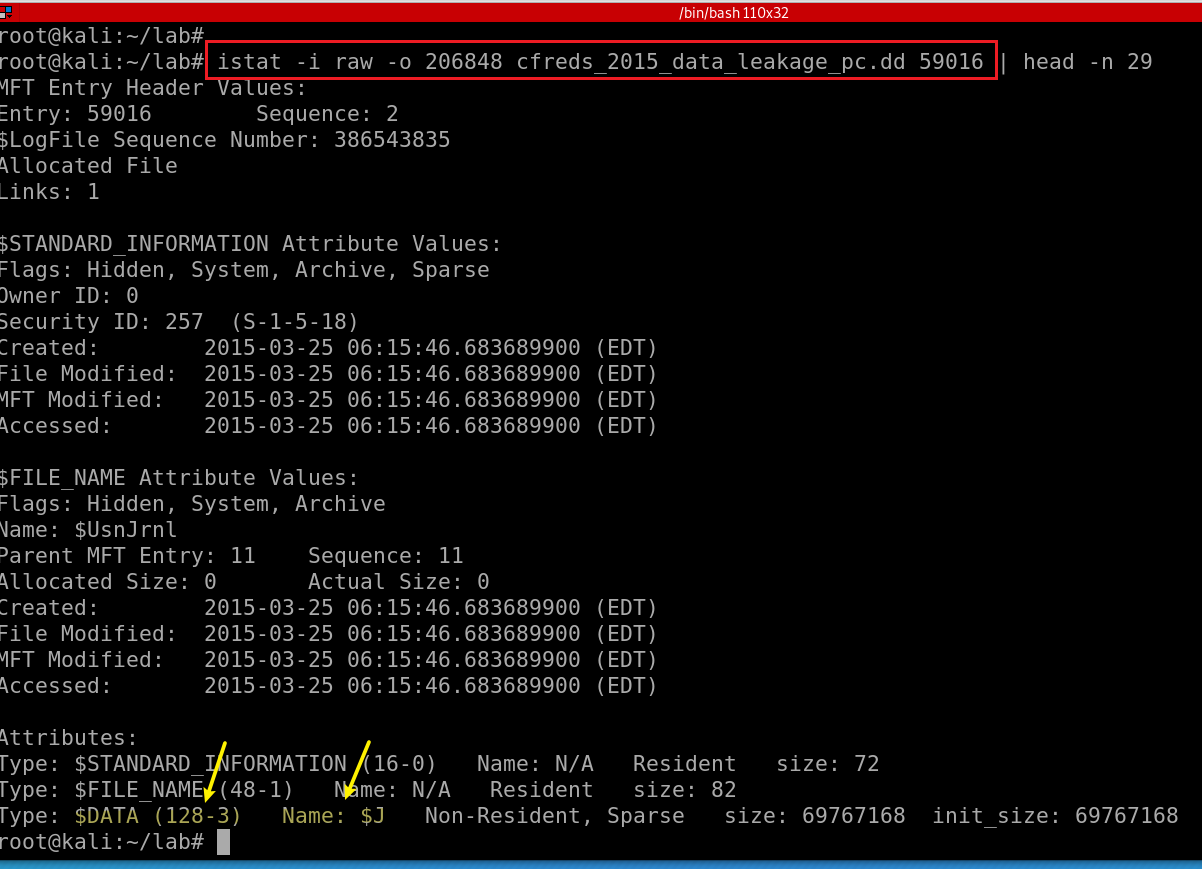 /bin/bash 110x32
root@kali:~/lab#
root@kali:~/lab# istat -i raw -o 206848 cfreds_2015_data_leakage_pc.dd 59016 | head -n 29
MFT Entry Header Values:
Entry: 59016        Sequence: 2
$LogFile Sequence Number: 386543835
Allocated File
Links: 1

$STANDARD_INFORMATION Attribute Values:
Flags: Hidden, System, Archive, Sparse
Owner ID: 0
Security ID: 257  (S-1-5-18)
Created:        2015-03-25 06:15:46.683689900 (EDT)
File Modified:  2015-03-25 06:15:46.683689900 (EDT)
MFT Modified:   2015-03-25 06:15:46.683689900 (EDT)
Accessed:       2015-03-25 06:15:46.683689900 (EDT)

$FILE_NAME Attribute Values:
Flags: Hidden, System, Archive
Name: $UsnJrnl
Parent MFT Entry: 11    Sequence: 11
Allocated Size: 0       Actual Size: 0
Created:        2015-03-25 06:15:46.683689900 (EDT)
File Modified:  2015-03-25 06:15:46.683689900 (EDT)
MFT Modified:   2015-03-25 06:15:46.683689900 (EDT)
Accessed:       2015-03-25 06:15:46.683689900 (EDT)

Attributes:
Type: $STANDARD_INFORMATION (16-0)   Name: N/A   Resident   size: 72
Type: $FILE_NAME (48-1)   Name: N/A   Resident   size: 82
Type: $DATA (128-3)   Name: $J   Non-Resident, Sparse   size: 69767168  init_size: 69767168
root@kali:~/lab#